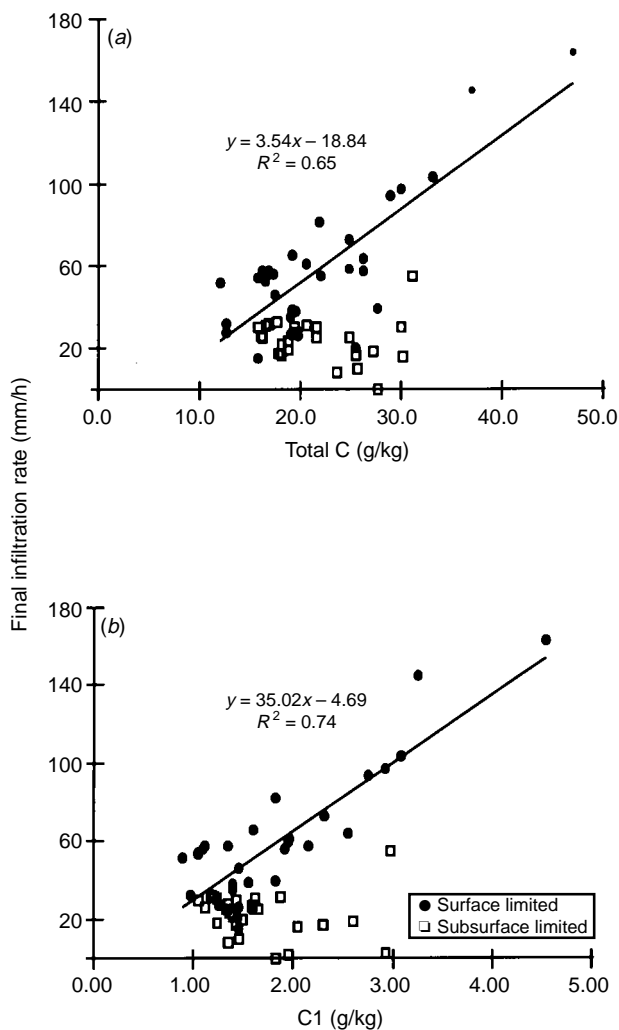 (a)
180
140
100
60
20
y = 3.54x – 18.84
R² = 0.65
0.0 10.0 20.0 30.0 40.0 50.0
Total C (g/kg)
Final infiltration rate (mm/h)
(b)
180
140
100
60
20
y = 35.02x – 4.69
R² = 0.74
Surface limited
Subsurface limited
0.00 1.00 2.00 3.00 4.00 5.00
C1 (g/kg)